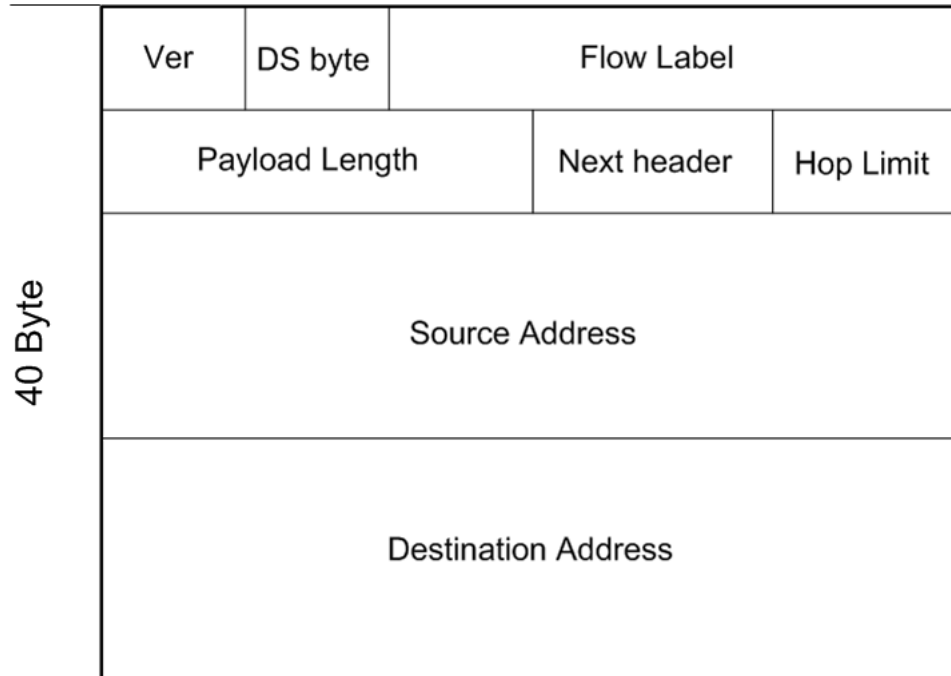 Ver
DS byte
Flow Label
Payload Length
Next header
Hop Limit
40 Byte
Source Address
Destination Address